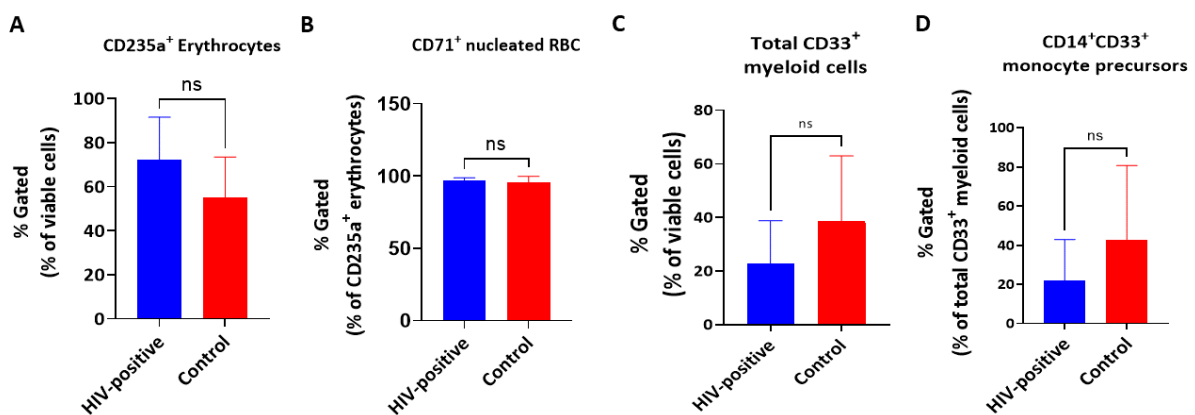 A
CD235a⁺ Erythrocytes
ns
100
80
60
40
20
0
% Gated
(% of viable cells)
HIV-positive
Control
B
CD71⁺ nucleated RBC
ns
150
100
50
0
% Gated
(% of CD235a⁺ erythrocytes)
HIV-positive
Control
C
Total CD33⁺
myeloid cells
ns
80
60
40
20
0
% Gated
(% of viable cells)
HIV-positive
Control
D
CD14⁺CD33⁺
monocyte precursors
ns
100
80
60
40
20
0
% Gated
(% of total CD33⁺ myeloid cells)
HIV-positive
Control